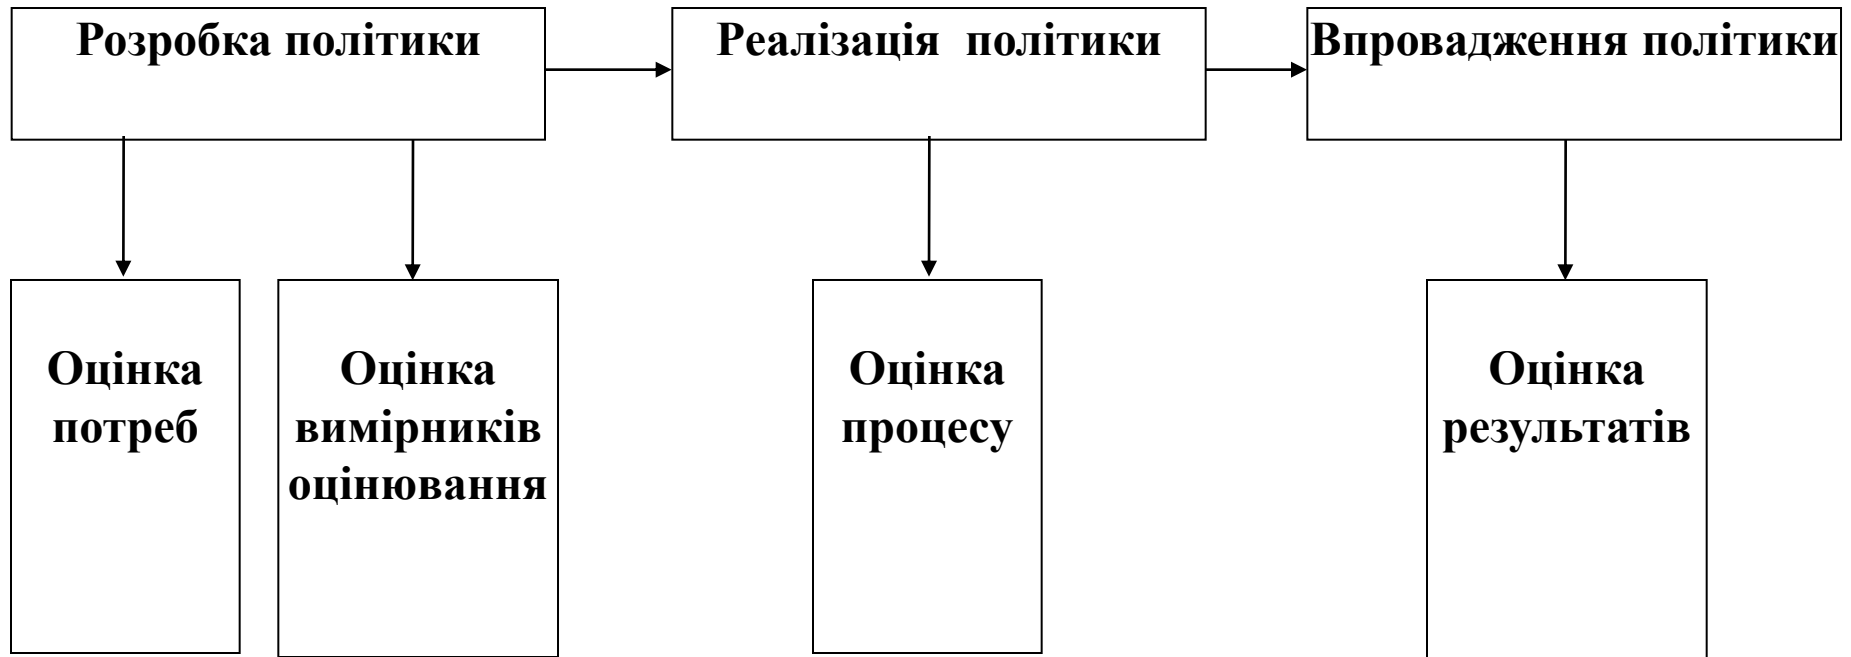 Розробка політики
Реалізація політики
Впровадження політики
Оцінка
потреб
Оцінка
вимірників
оцінювання
Оцінка
процесу
Оцінка
результатів